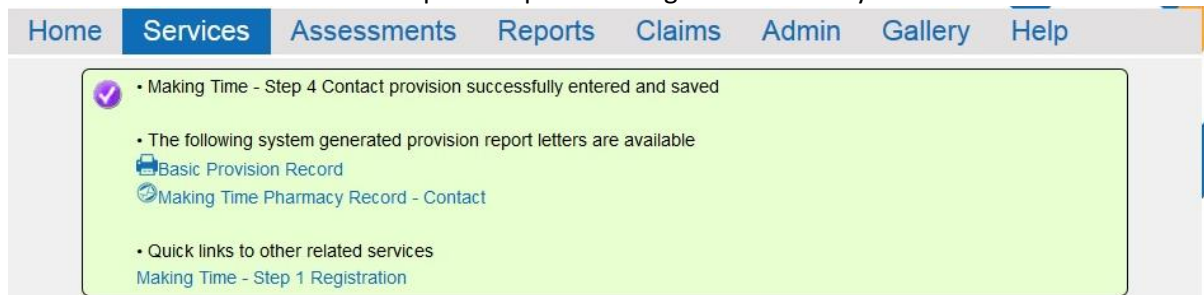 Home Services Assessments Reports Claims Admin Gallery Help
• Making Time - Step 4 Contact provision successfully entered and saved
• The following system generated provision report letters are available
Basic Provision Record
Making Time Pharmacy Record - Contact
• Quick links to other related services
Making Time - Step 1 Registration